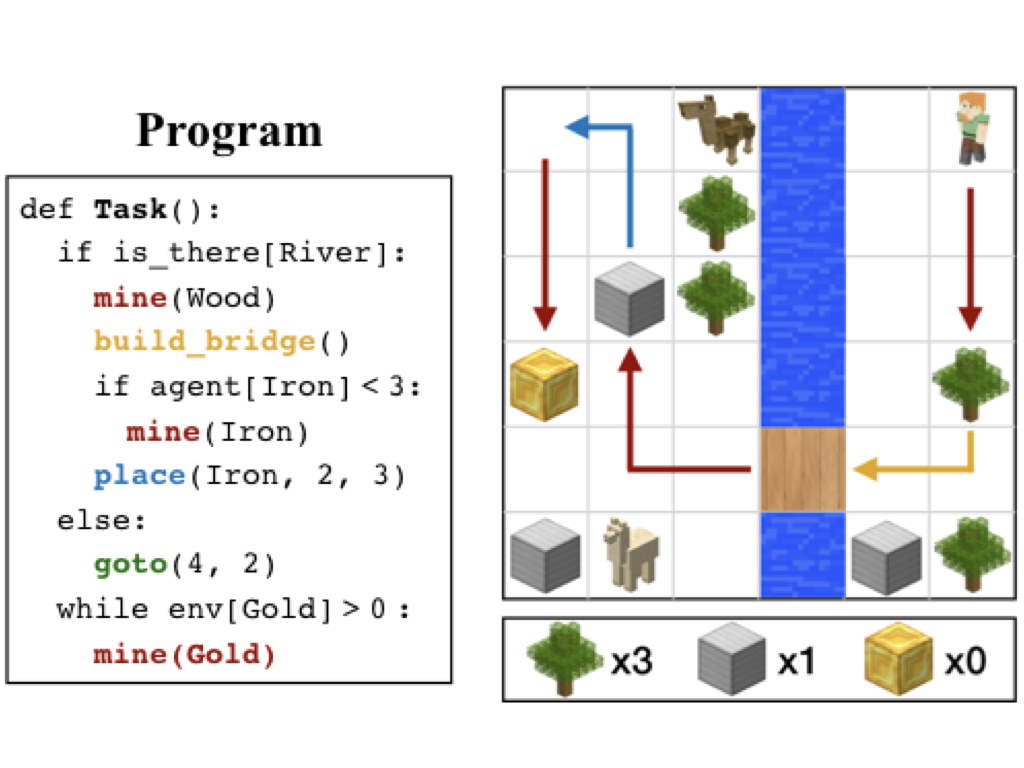 Program
def Task():
if is_there[River]:
mine(Wood)
build_bridge()
if agent[Iron]<3:
mine(Iron)
place(Iron, 2, 3)
else:
goto(4, 2)
while env[Gold]>0:
mine(Gold)
x3 x1 x0